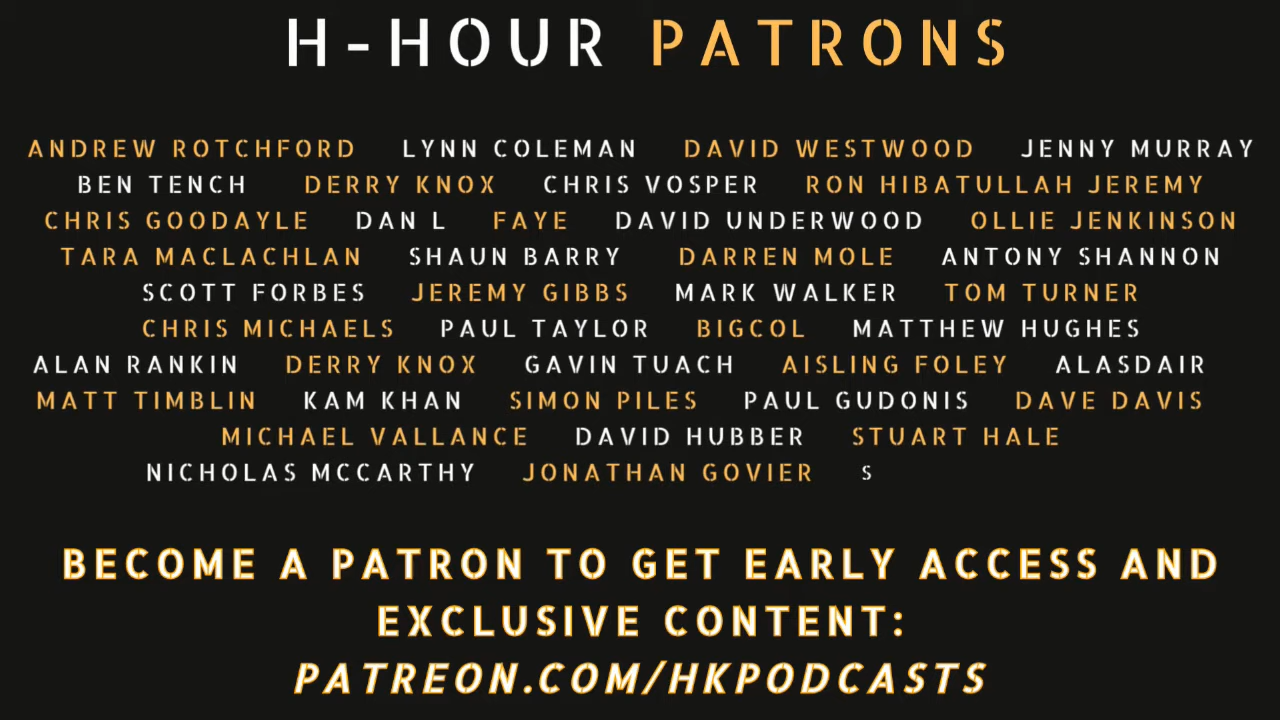 H-HOUR PATRONS
ANDREW ROTCHFORD LYNN COLEMAN DAVID WESTWOOD JENNY MURRAY
BEN TENCH DERRY KNOX CHRIS VOSPER RON HIBATULLAH JEREMY
CHRIS GOODAYLE DAN L FAYE DAVID UNDERWOOD OLLIE JENKINSON
TARA MACLACHLAN SHAUN BARRY DARREN MOLE ANTONY SHANNON
SCOTT FORBES JEREMY GIBBS MARK WALKER TOM TURNER
CHRIS MICHAELS PAUL TAYLOR BIGCOL MATTHEW HUGHES
ALAN RANKIN DERRY KNOX GAVIN TUACH AISLING FOLEY ALASDAIR
MATT TIMBLIN KAM KHAN SIMON PILES PAUL GUDONIS DAVE DAVIS
MICHAEL VALLANCE DAVID HUBBER STUART HALE
NICHOLAS MCCARTHY JONATHAN GOVIER S
BECOME A PATRON TO GET EARLY ACCESS AND
EXCLUSIVE CONTENT:
PATREON.COM/HKPODCASTS